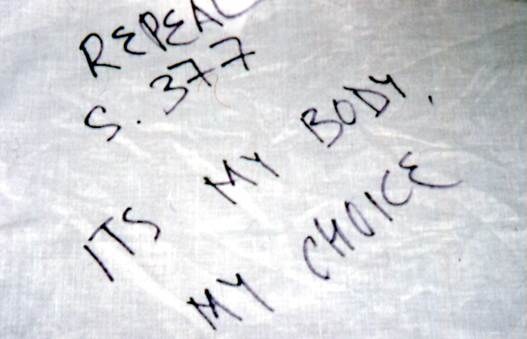 REPEAL
S. 377
ITS MY BODY,
MY CHOICE